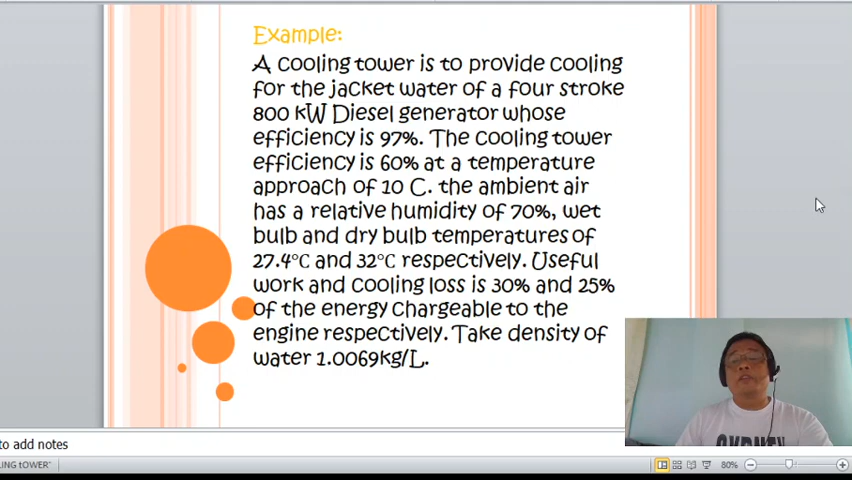 Example:
A cooling tower is to provide cooling
for the jacket water of a four stroke
800 kW Diesel generator whose
efficiency is 97%. The cooling tower
efficiency is 60% at a temperature
approach of 10 C. the ambient air
has a relative humidity of 70%, wet
bulb and dry bulb temperatures of
27.4°C and 32°C respectively. Useful
work and cooling loss is 30% and 25%
of the energy chargeable to the
engine respectively. Take density of
water 1.0069kg/L.
to add notes
LING tOWER"
80%